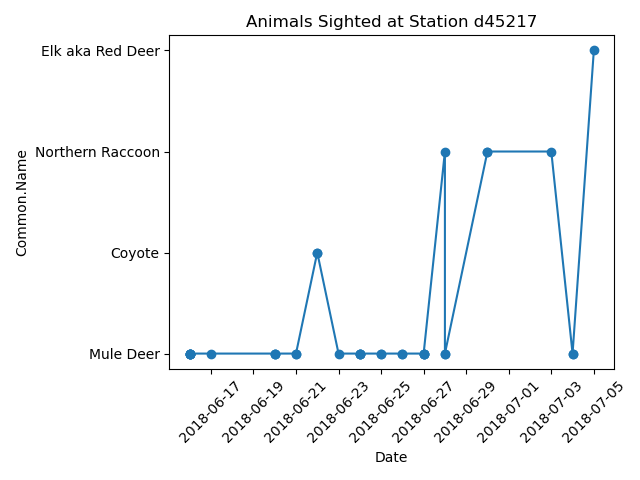 Animals Sighted at Station d45217
Elk aka Red Deer
Northern Raccoon
Coyote
Mule Deer
Common.Name
2018-06-17
2018-06-19
2018-06-21
2018-06-23
2018-06-25
2018-06-27
2018-06-29
2018-07-01
2018-07-03
2018-07-05
Date